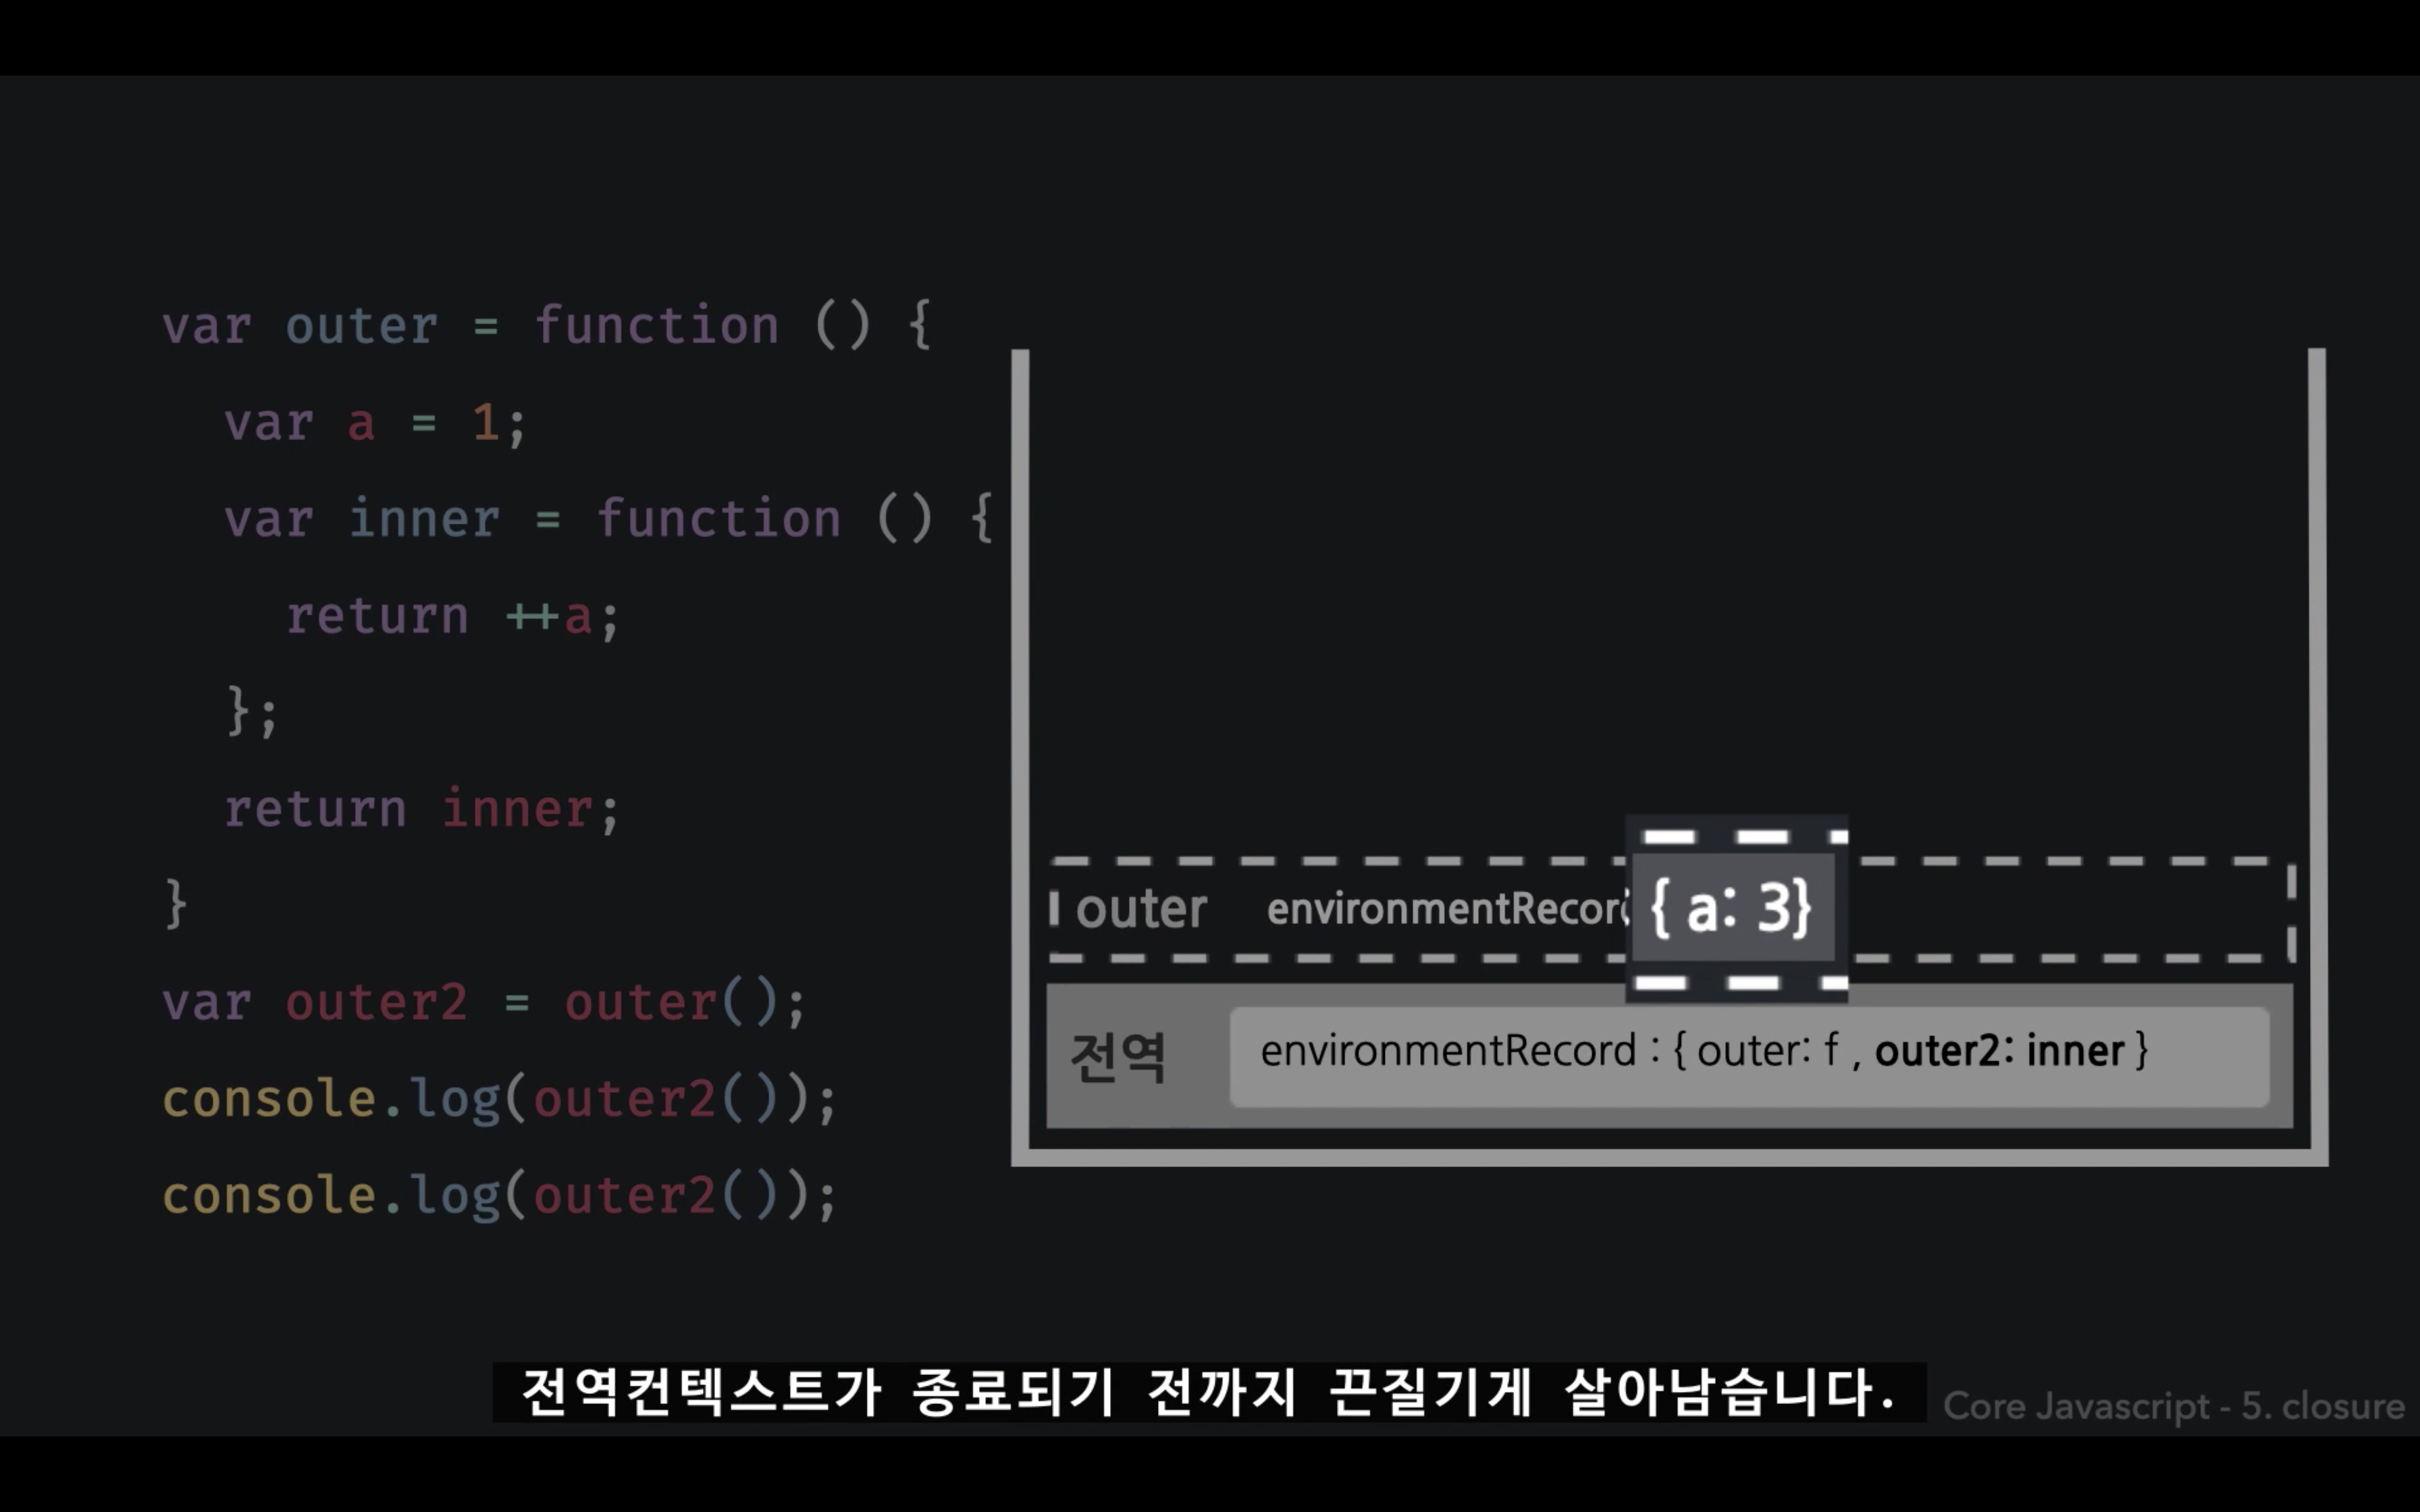 var outer = function () {
var a = 1;
var inner = function () {
return ++a;
};
return inner;
}
var outer2 = outer();
console.log(outer2());
console.log(outer2());
outer environmentRecord { a: 3}
전역 environmentRecord : { outer: f , outer2: inner }
전역컨텍스트가 종료되기 전까지 끈질기게 살아남습니다.
Core Javascript - 5. closure